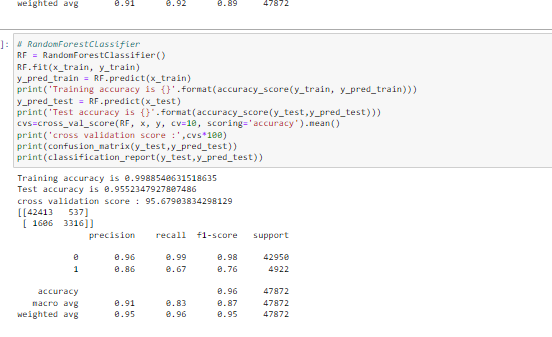 weighted avg 0.91 0.92 0.89 47872
]: # RandomForestClassifier
RF = RandomForestClassifier()
RF.fit(x_train, y_train)
y_pred_train = RF.predict(x_train)
print('Training accuracy is {}'.format(accuracy_score(y_train, y_pred_train)))
y_pred_test = RF.predict(x_test)
print('Test accuracy is {}'.format(accuracy_score(y_test,y_pred_test)))
cvs=cross_val_score(RF, x, y, cv=10, scoring='accuracy').mean()
print('cross validation score :',cvs*100)
print(confusion_matrix(y_test,y_pred_test))
print(classification_report(y_test,y_pred_test))
Training accuracy is 0.9988540631518635
Test accuracy is 0.9552347927807486
cross validation score : 95.67903834298129
[[42413 537]
[ 1606 3316]]
precision recall f1-score support
0 0.96 0.99 0.98 42950
1 0.86 0.67 0.76 4922
accuracy 0.96 47872
macro avg 0.91 0.83 0.87 47872
weighted avg 0.95 0.96 0.95 47872